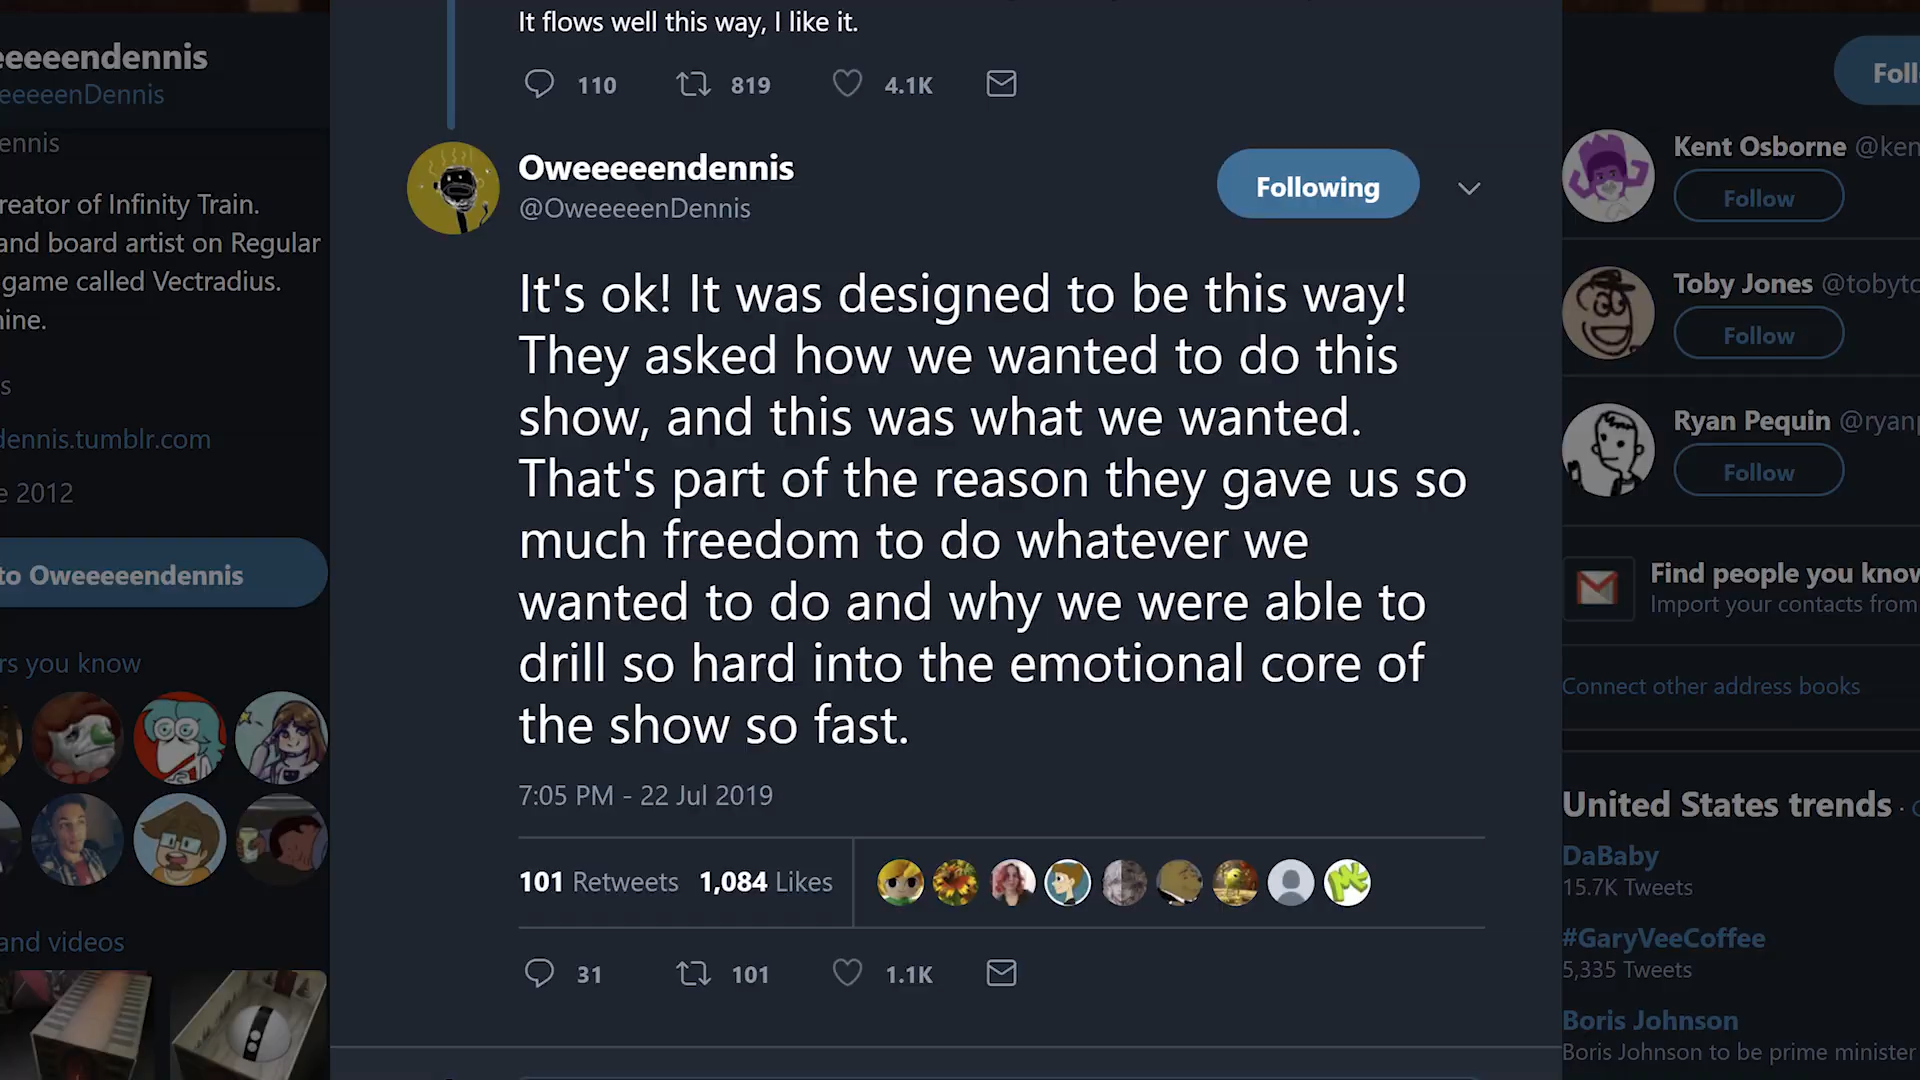 It flows well this way, I like it.
110 819 4.1K
eeeeendennis
eeeeeenDennis
ennis
reator of Infinity Train.
and board artist on Regular
game called Vectradius.
nine.
s
dennis.tumblr.com
e 2012
to Oweeeeendennis
rs you know
and videos
Oweeeeendennis
@OweeeeenDennis
Following
It's ok! It was designed to be this way!
They asked how we wanted to do this
show, and this was what we wanted.
That's part of the reason they gave us so
much freedom to do whatever we
wanted to do and why we were able to
drill so hard into the emotional core of
the show so fast.
7:05 PM - 22 Jul 2019
101 Retweets 1,084 Likes
31 101 1.1K
Foll
Kent Osborne @ken
Follow
Toby Jones @tobytc
Follow
Ryan Pequin @ryanp
Follow
Find people you know
Import your contacts from
Connect other address books
United States trends ·
DaBaby
15.7K Tweets
#GaryVeeCoffee
5,335 Tweets
Boris Johnson
Boris Johnson to be prime minister